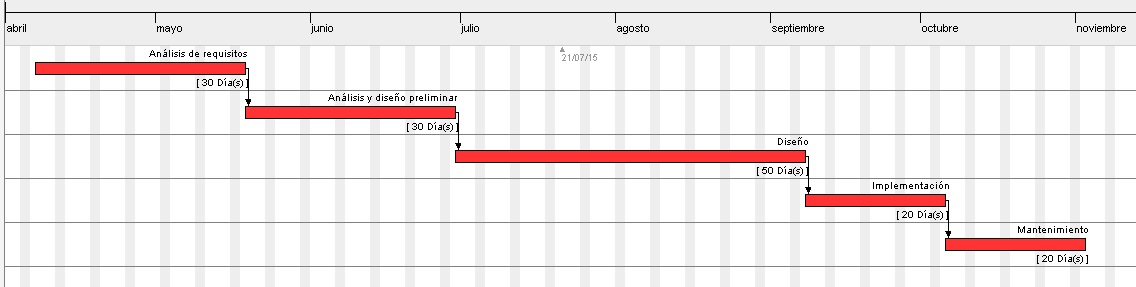 abril mayo junio julio agosto septiembre octubre noviembre
21/07/15
Análisis de requisitos
[ 30 Día(s) ]
Análisis y diseño preliminar
[ 30 Día(s) ]
Diseño
[ 50 Día(s) ]
Implementación
[ 20 Día(s) ]
Mantenimiento
[ 20 Día(s) ]